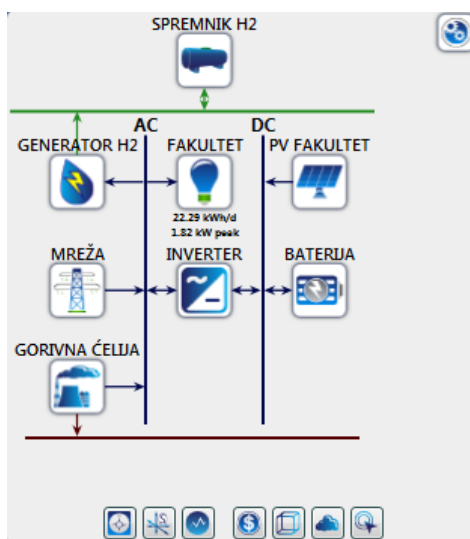 SPREMNIK H2
AC
DC
GENERATOR H2
FAKULTET
PV FAKULTET
22.29 kWh/d
1.82 kW peak
MREŽA
INVERTER
BATERIJA
GORIVNA ĆELIJA